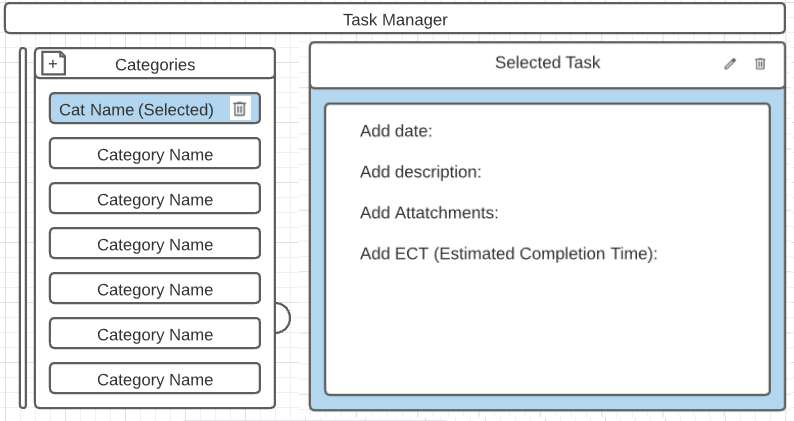 Task Manager
Categories
Cat Name (Selected)
Category Name
Category Name
Category Name
Category Name
Category Name
Category Name
Selected Task
Add date:
Add description:
Add Attatchments:
Add ECT (Estimated Completion Time):